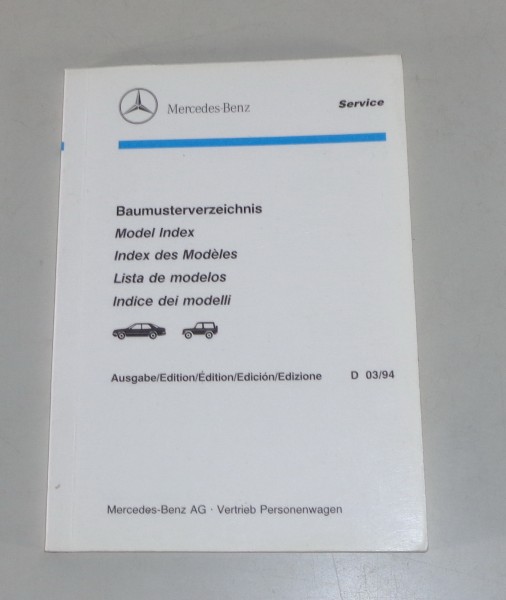 Mercedes-Benz
Service
Baumusterverzeichnis
Model Index
Index des Modèles
Lista de modelos
Indice dei modelli
Ausgabe/Edition/Édition/Edición/Edizione D 03/94
Mercedes-Benz AG · Vertrieb Personenwagen